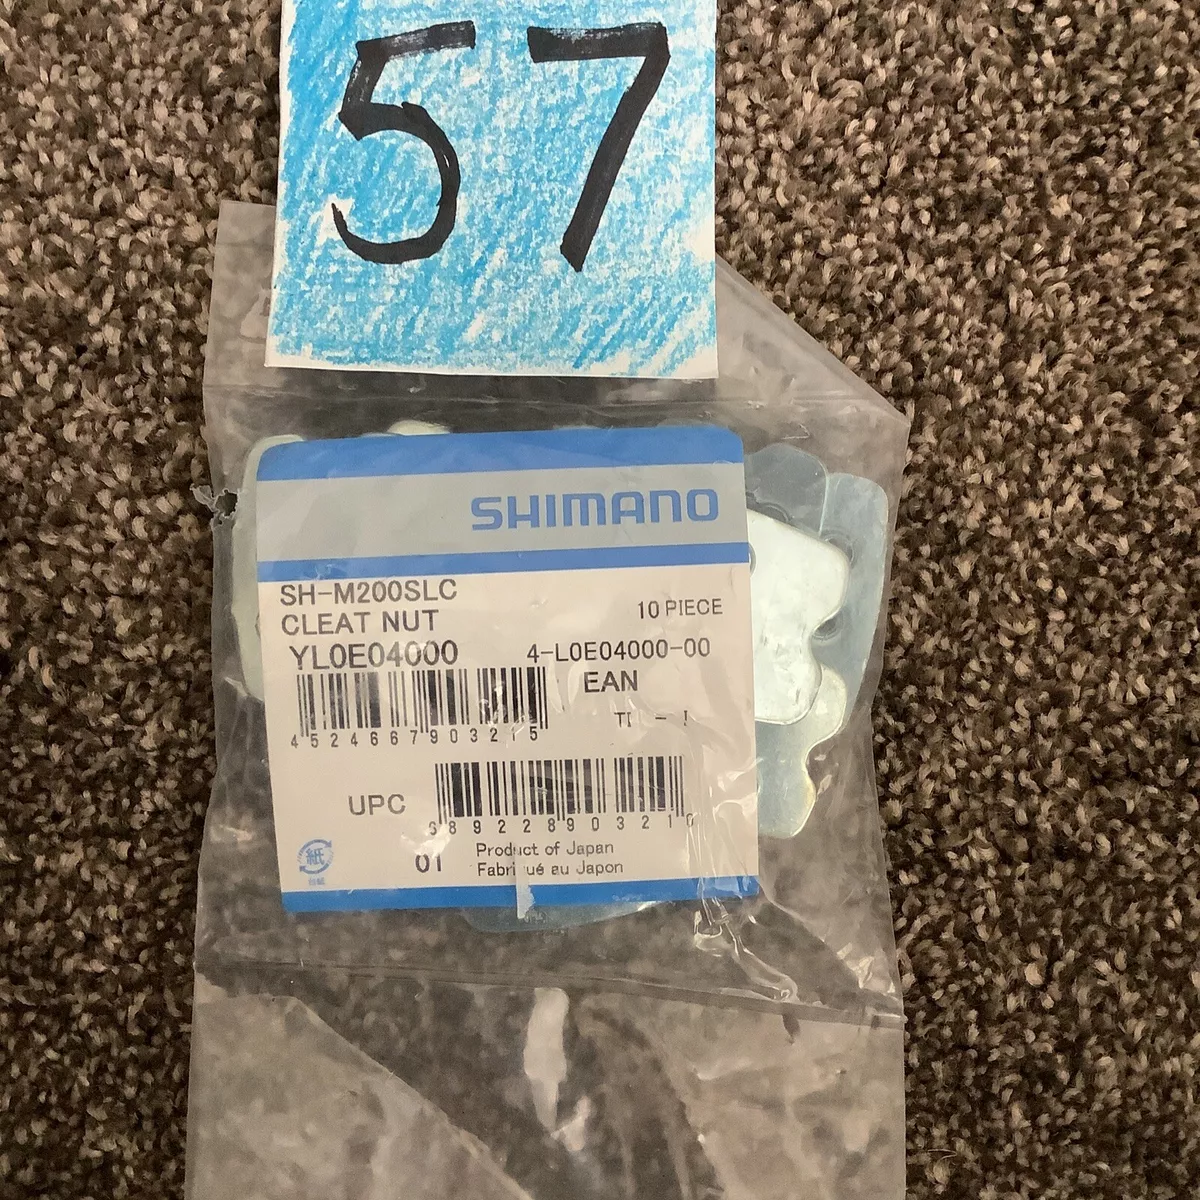 57
SHIMANO
SH-M200SLC
CLEAT NUT
10 PIECE
YL0E04000
4-L0E04000-00
EAN
4524667903215
UPC
689228903210
01
Product of Japan
Fabriqué au Japon
紙